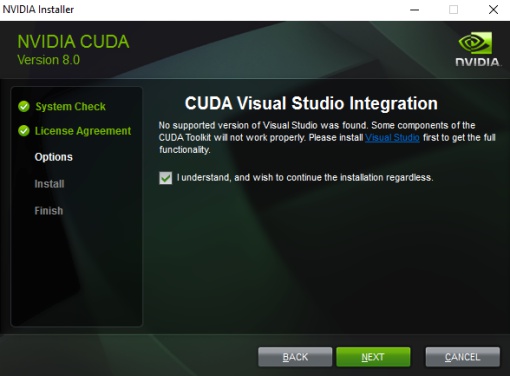 NVIDIA Installer
NVIDIA CUDA
Version 8.0
NVIDIA.
System Check
License Agreement
Options
Install
Finish
CUDA Visual Studio Integration
No supported version of Visual Studio was found. Some components of the
CUDA Toolkit will not work properly. Please install Visual Studio first to get the full
functionality.
I understand, and wish to continue the installation regardless.
BACK
NEXT
CANCEL